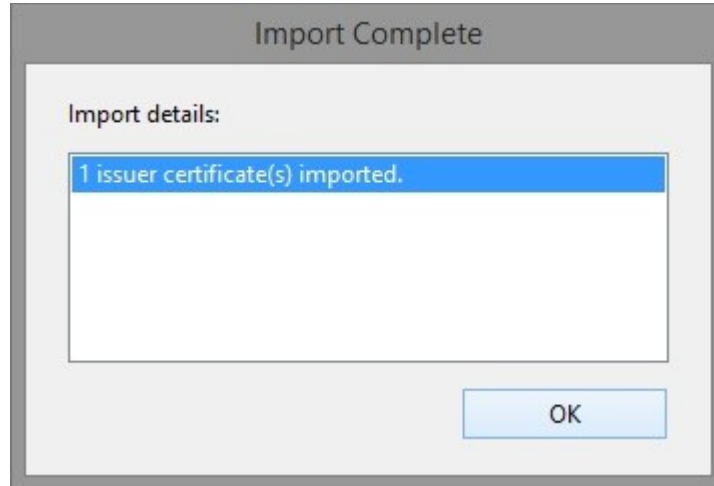 Import Complete
Import details:
1 issuer certificate(s) imported.
OK